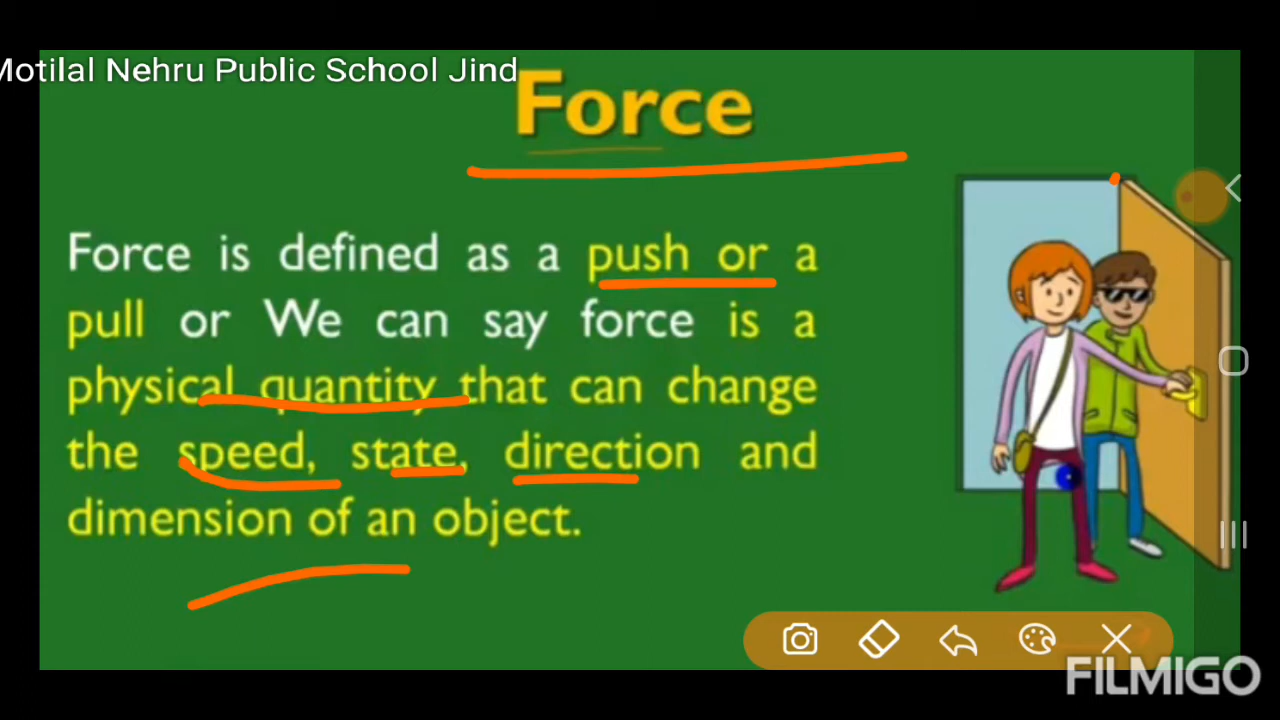 Motilal Nehru Public School Jind
Force
Force is defined as a push or a
pull or We can say force is a
physical quantity that can change
the speed, state, direction and
dimension of an object.
FILMIGO